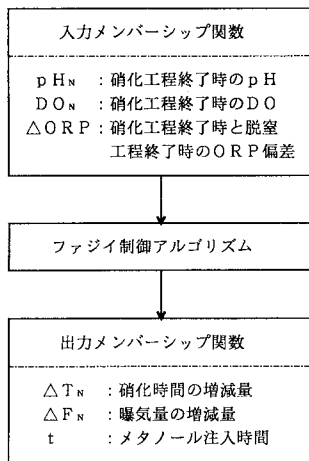 入力メンバーシップ関数
pHN ：硝化工程終了時のpH
DON ：硝化工程終了時のDO
△ORP：硝化工程終了時と脱窒
工程終了時のORP偏差
ファジイ制御アルゴリズム
出力メンバーシップ関数
△TN ：硝化時間の増減量
△FN ：曝気量の増減量
t ：メタノール注入時間